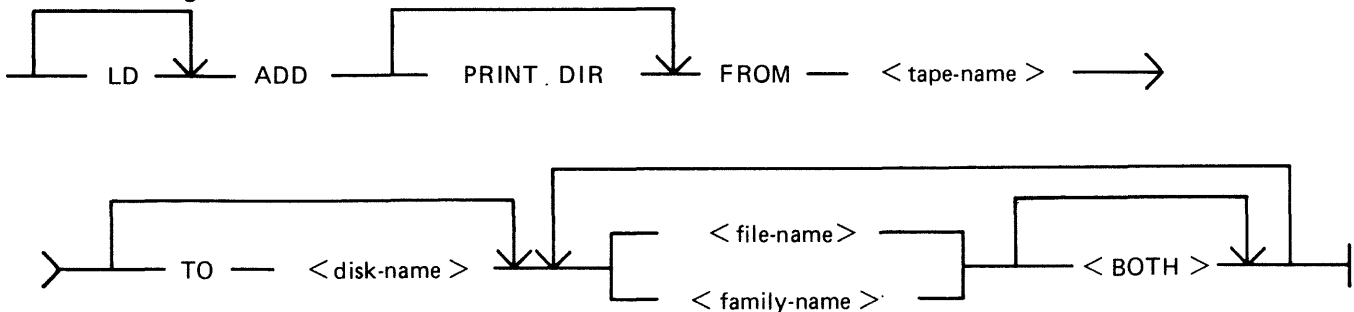 LD ADD PRINT DIR FROM < tape-name >
TO < disk-name > < file-name>
< family-name >
< BOTH >